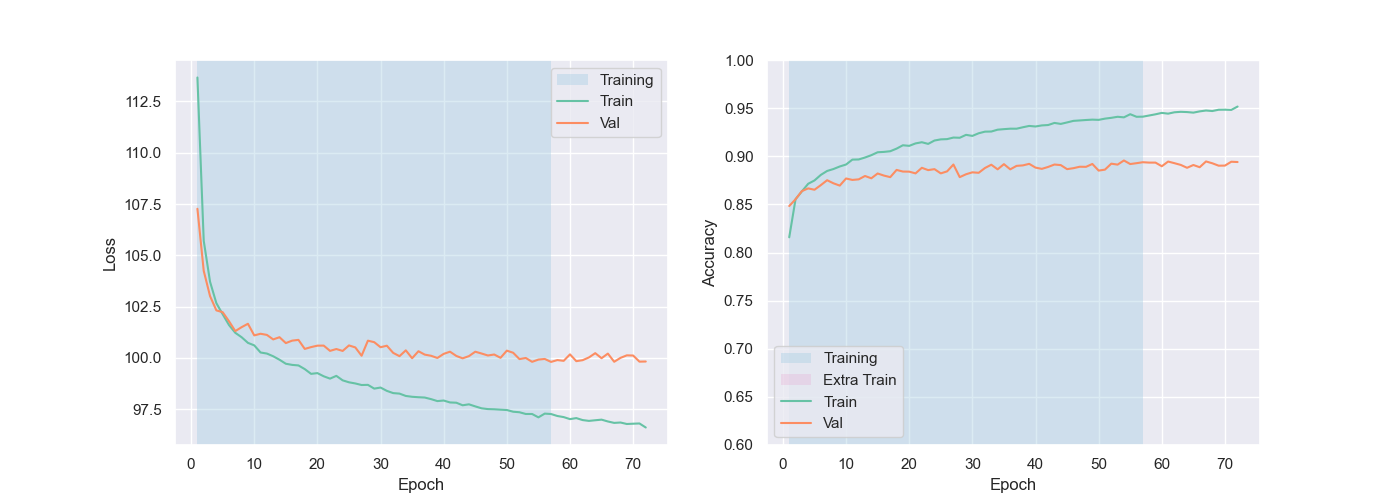 Training
Train
Val
112.5
110.0
107.5
105.0
102.5
100.0
97.5
Loss
0
10
20
30
40
50
60
70
Epoch
1.00
0.95
0.90
0.85
0.80
0.75
0.70
0.65
0.60
Accuracy
Training
Extra Train
Train
Val
0
10
20
30
40
50
60
70
Epoch